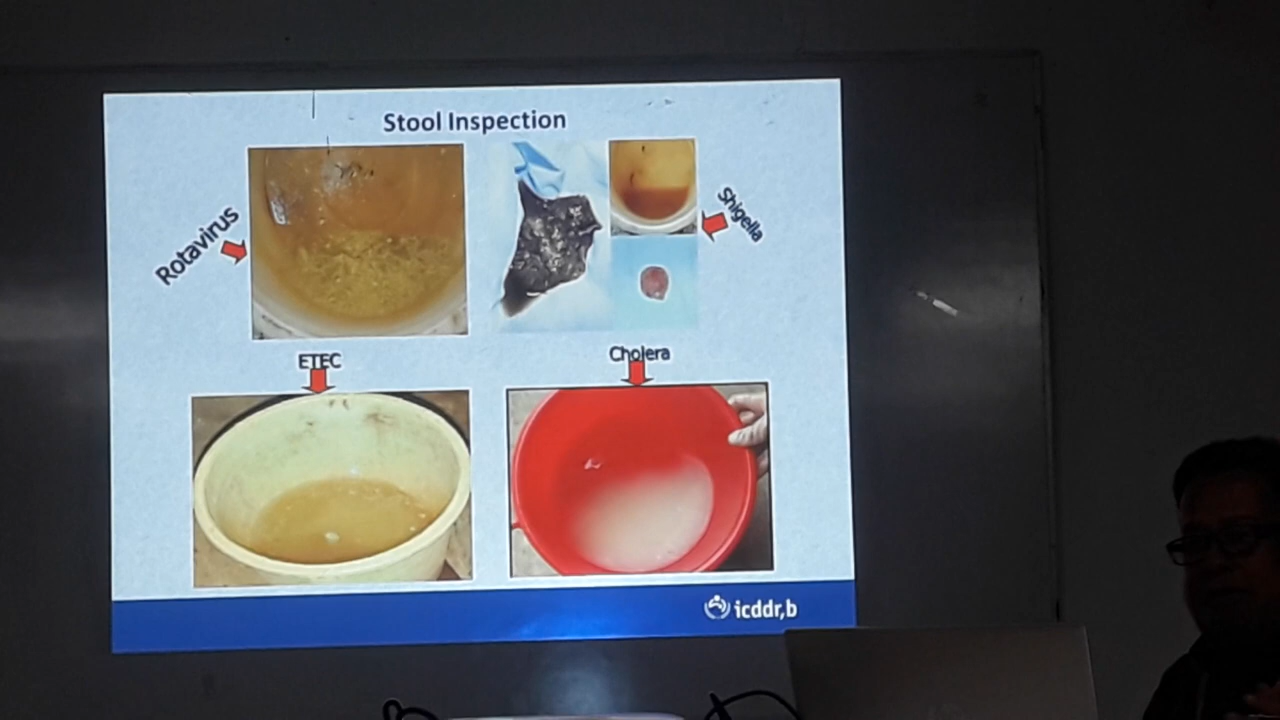 Stool Inspection
Rotavirus
Shigella
ETEC
Cholera
icddr,b